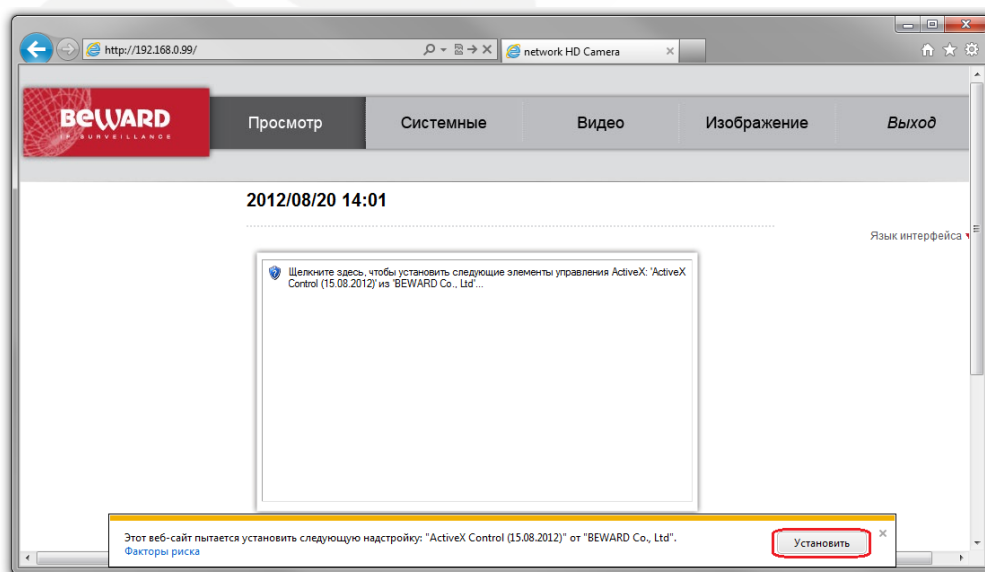 http://192.168.0.99/
network HD Camera
BEWARD
IP SURVEILLANCE
Просмотр
Системные
Видео
Изображение
Выход
2012/08/20 14:01
Язык интерфейса
Щелкните здесь, чтобы установить следующие элементы управления ActiveX: 'ActiveX
Control (15.08.2012)' из 'BEWARD Co., Ltd'...
Этот веб-сайт пытается установить следующую надстройку: "ActiveX Control (15.08.2012)" от "BEWARD Co., Ltd".
Факторы риска
Установить